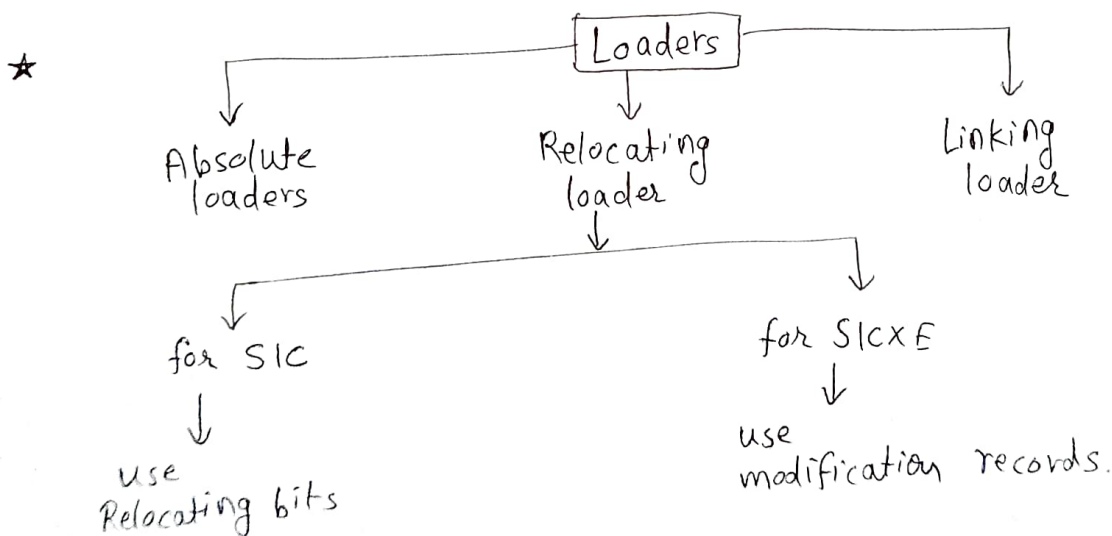 ★
Loaders
Absolute
loaders
Relocating
loader
Linking
loader
for SIC
for SICXE
use
Relocating bits
use
modification records.